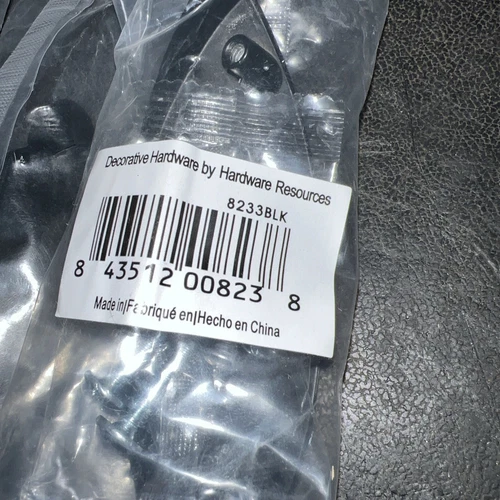 Decorative Hardware by Hardware Resources
8233BLK
8 43512 00823 8
Made in|Fabriqué en|Hecho en China